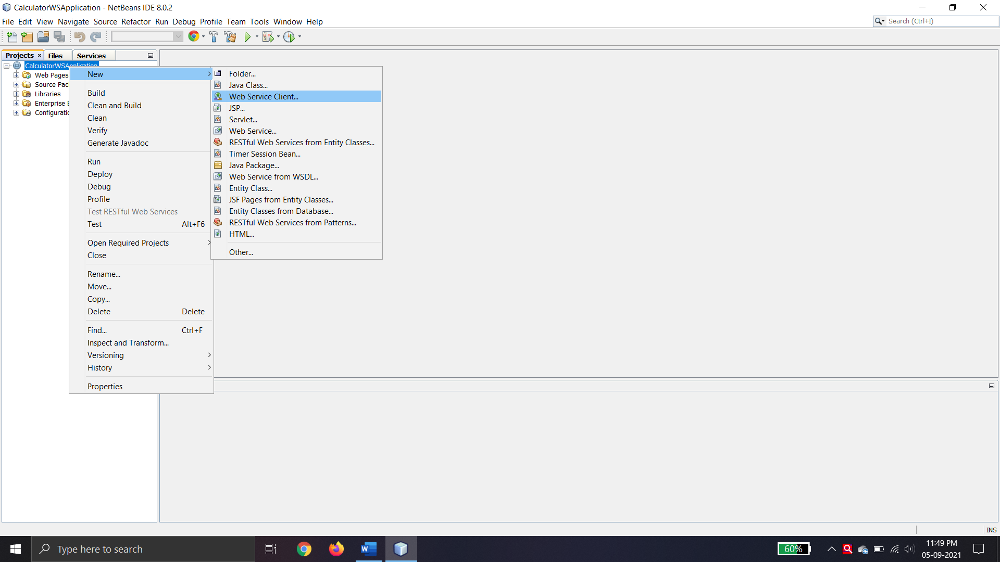 CalculatorWSApplication - NetBeans IDE 8.0.2
File Edit View Navigate Source Refactor Run Debug Profile Team Tools Window Help
Search (Ctrl+I)
Projects × Files Services
CalculatorWSApplication
Web Pages
Source Pac
Libraries
Enterprise
Configuratio
New
Build
Clean and Build
Clean
Verify
Generate Javadoc
Run
Deploy
Debug
Profile
Test RESTful Web Services
Test Alt+F6
Open Required Projects
Close
Rename...
Move...
Copy...
Delete Delete
Find... Ctrl+F
Inspect and Transform...
Versioning
History
Properties
Folder...
Java Class...
Web Service Client...
JSP...
Servlet...
Web Service...
RESTful Web Services from Entity Classes...
Timer Session Bean...
Java Package...
Web Service from WSDL...
Entity Class...
JSF Pages from Entity Classes...
Entity Classes from Database...
RESTful Web Services from Patterns...
HTML...
Other...
INS
Type here to search
60%
11:49 PM
05-09-2021